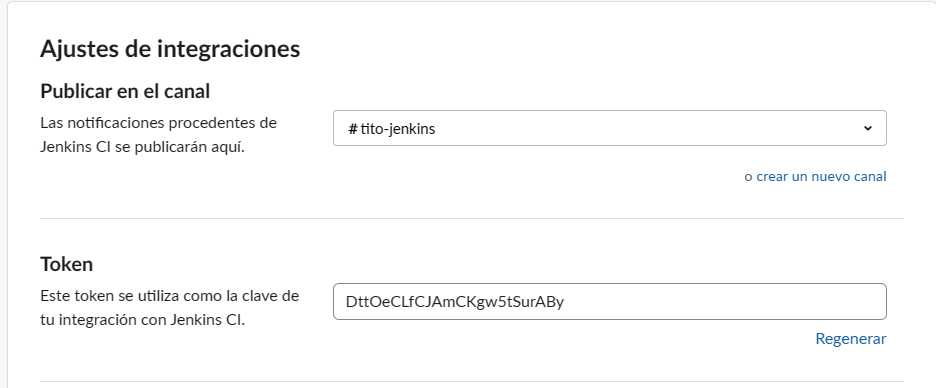 Ajustes de integraciones
Publicar en el canal
Las notificaciones procedentes de
Jenkins CI se publicarán aquí.
# tito-jenkins
o crear un nuevo canal
Token
Este token se utiliza como la clave de
tu integración con Jenkins CI.
DttOeCLfCJAmCKgw5tSurABy
Regenerar